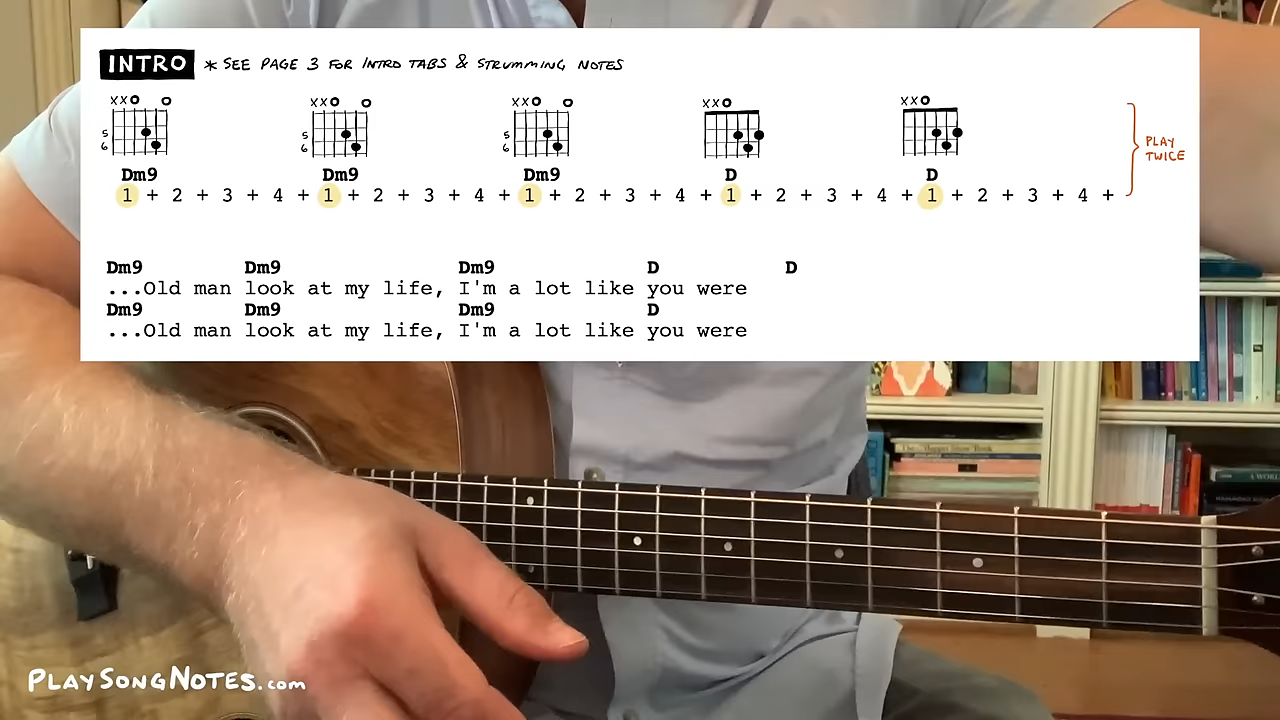 INTRO * SEE PAGE 3 FOR INTRO TABS & STRUMMING NOTES
xxo o xxo o xxo o xxo xxo
5 5 5
6 6 6
PLAY
TWICE
Dm9 Dm9 Dm9 D D
1 + 2 + 3 + 4 + 1 + 2 + 3 + 4 + 1 + 2 + 3 + 4 + 1 + 2 + 3 + 4 + 1 + 2 + 3 + 4 +
Dm9 Dm9 Dm9 D D
...Old man look at my life, I'm a lot like you were
Dm9 Dm9 Dm9 D
...Old man look at my life, I'm a lot like you were
PLAYSONGNOTES.com